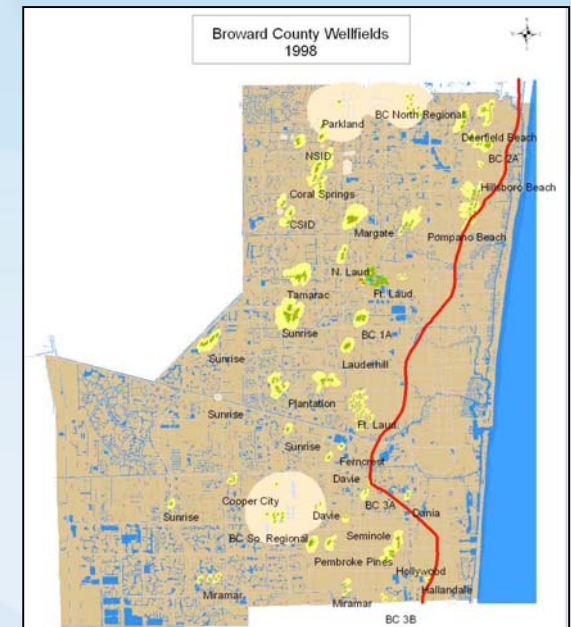 Broward County Wellfields
1998
Parkland
BC North Regional
Deerfield Beach
NSID
BC 2A
Coral Springs
Hillsboro Beach
CSID
Margate
Pompano Beach
N. Laud.
Tamarac
Ft. Laud.
Sunrise
BC 1A
Sunrise
Lauderhill
Plantation
Sunrise
Ft. Laud.
Sunrise
Ferncrest
Davie
Cooper City
BC 3A
Sunrise
Davie
Dania
BC So. Regional
Seminole
Pembroke Pines
Hollywood
Miramar
Hallandale
Miramar
BC 3B